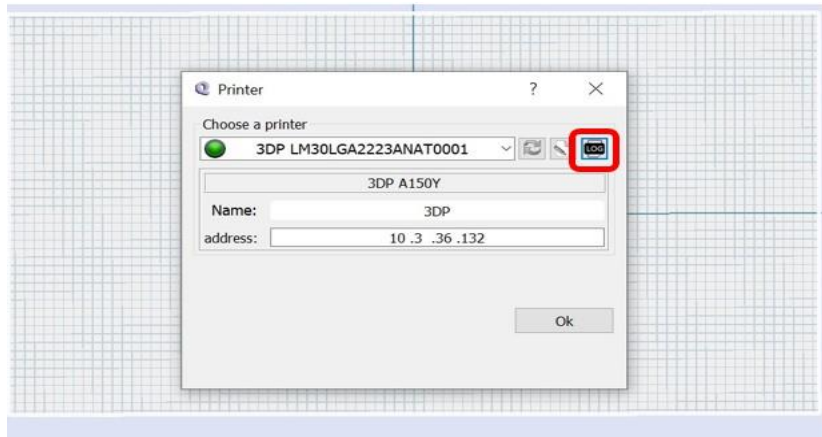 Printer ?
Choose a printer
3DP LM30LGA2223ANAT0001
LOG
3DP A150Y
Name: 3DP
address: 10 .3 .36 .132
Ok